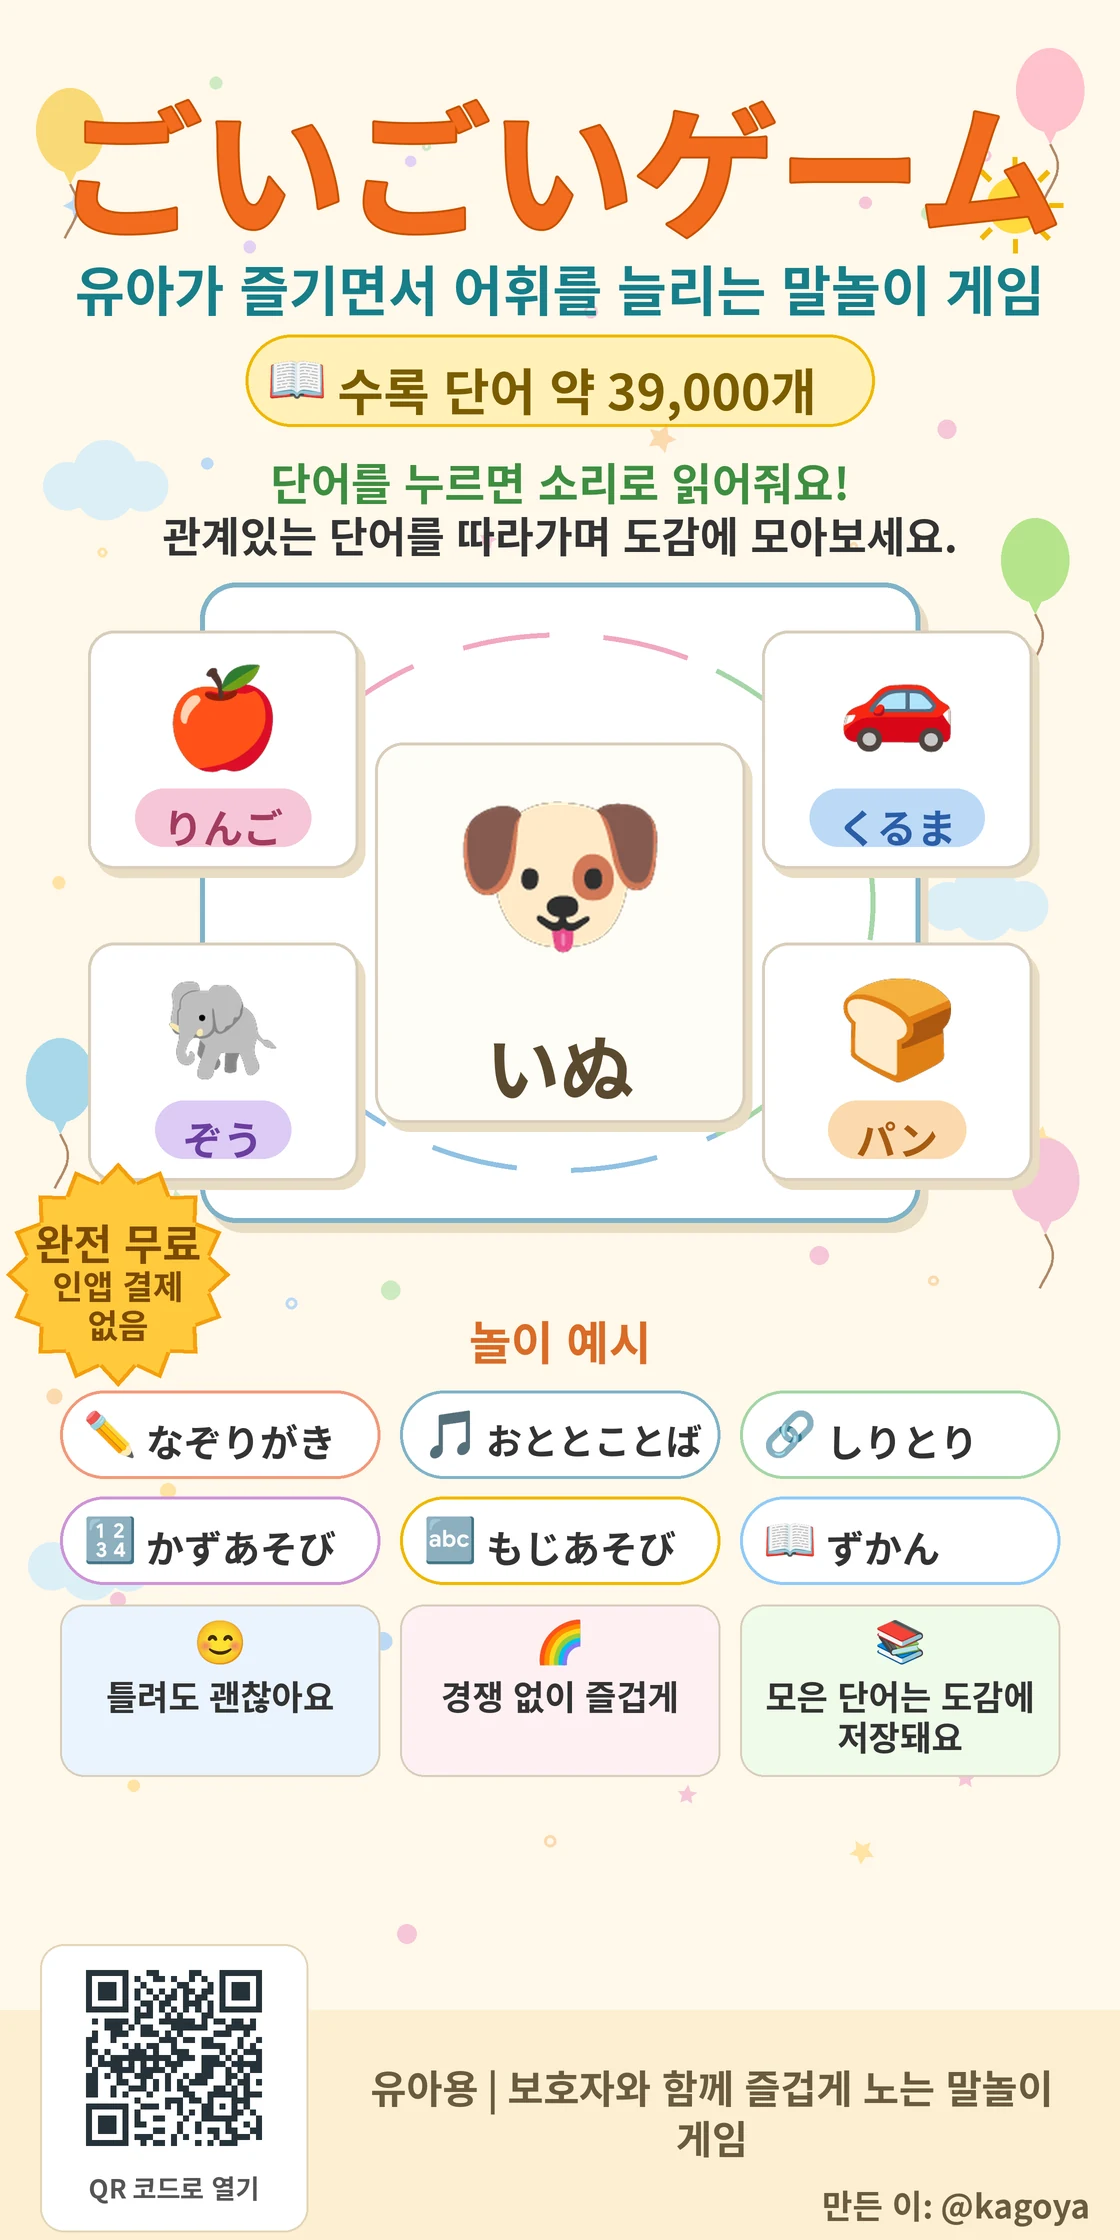 ごいごいゲーム
유아가 즐기면서 어휘를 늘리는 말놀이 게임
수록 단어 약 39,000개
단어를 누르면 소리로 읽어줘요!
관계있는 단어를 따라가며 도감에 모아보세요.
りんご
くるま
いぬ
ぞう
パン
완전 무료
인앱 결제
없음
놀이 예시
なぞりがき
おととことば
しりとり
1234 かずあそび
abc もじあそび
ずかん
틀려도 괜찮아요
경쟁 없이 즐겁게
모은 단어는 도감에
저장돼요
QR 코드로 열기
유아용 | 보호자와 함께 즐겁게 노는 말놀이
게임
만든 이: @kagoya